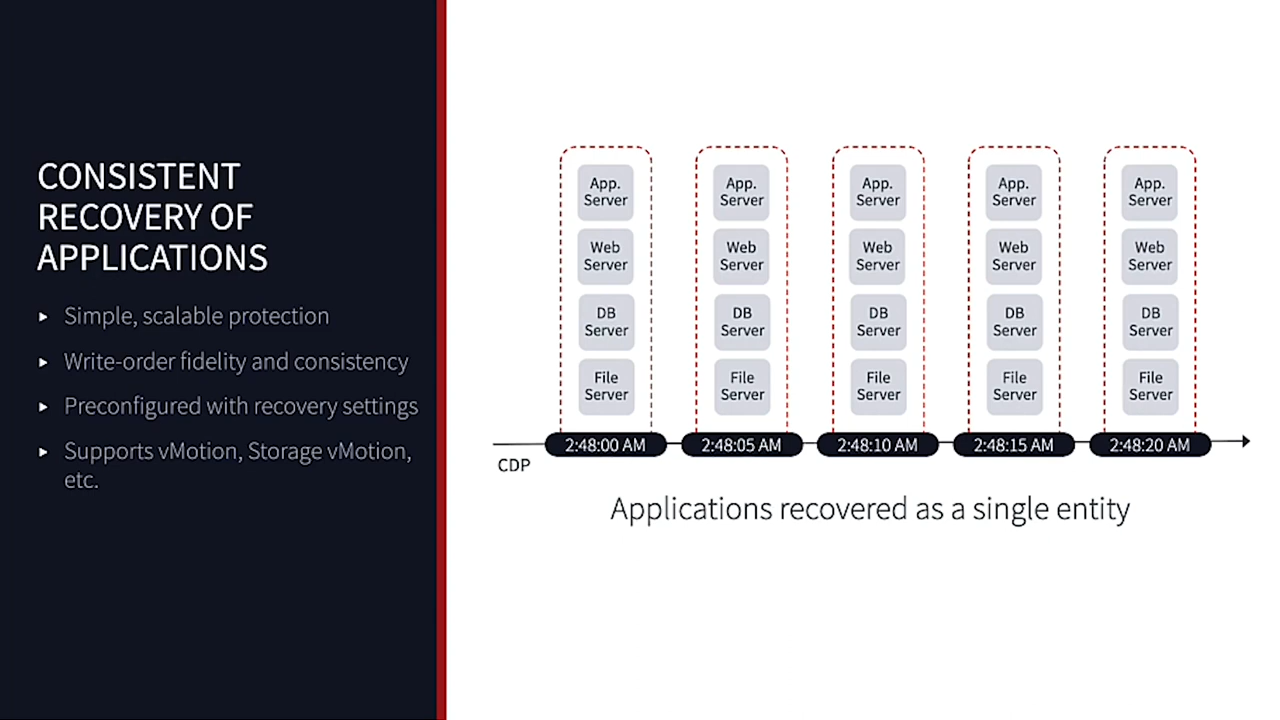 CONSISTENT
RECOVERY OF
APPLICATIONS
Simple, scalable protection
Write-order fidelity and consistency
Preconfigured with recovery settings
Supports vMotion, Storage vMotion,
etc.
App.
Server
Web
Server
DB
Server
File
Server
2:48:00 AM
App.
Server
Web
Server
DB
Server
File
Server
2:48:05 AM
App.
Server
Web
Server
DB
Server
File
Server
2:48:10 AM
App.
Server
Web
Server
DB
Server
File
Server
2:48:15 AM
App.
Server
Web
Server
DB
Server
File
Server
2:48:20 AM
CDP
Applications recovered as a single entity